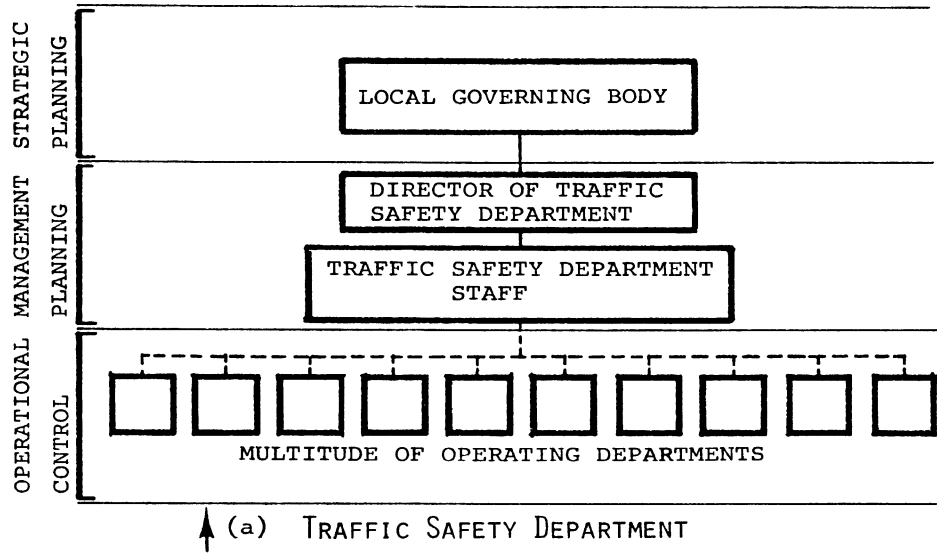 STRATEGIC
PLANNING
LOCAL GOVERNING BODY
MANAGEMENT
PLANNING
DIRECTOR OF TRAFFIC
SAFETY DEPARTMENT
TRAFFIC SAFETY DEPARTMENT
STAFF
OPERATIONAL
CONTROL
MULTITUDE OF OPERATING DEPARTMENTS
(a) TRAFFIC SAFETY DEPARTMENT